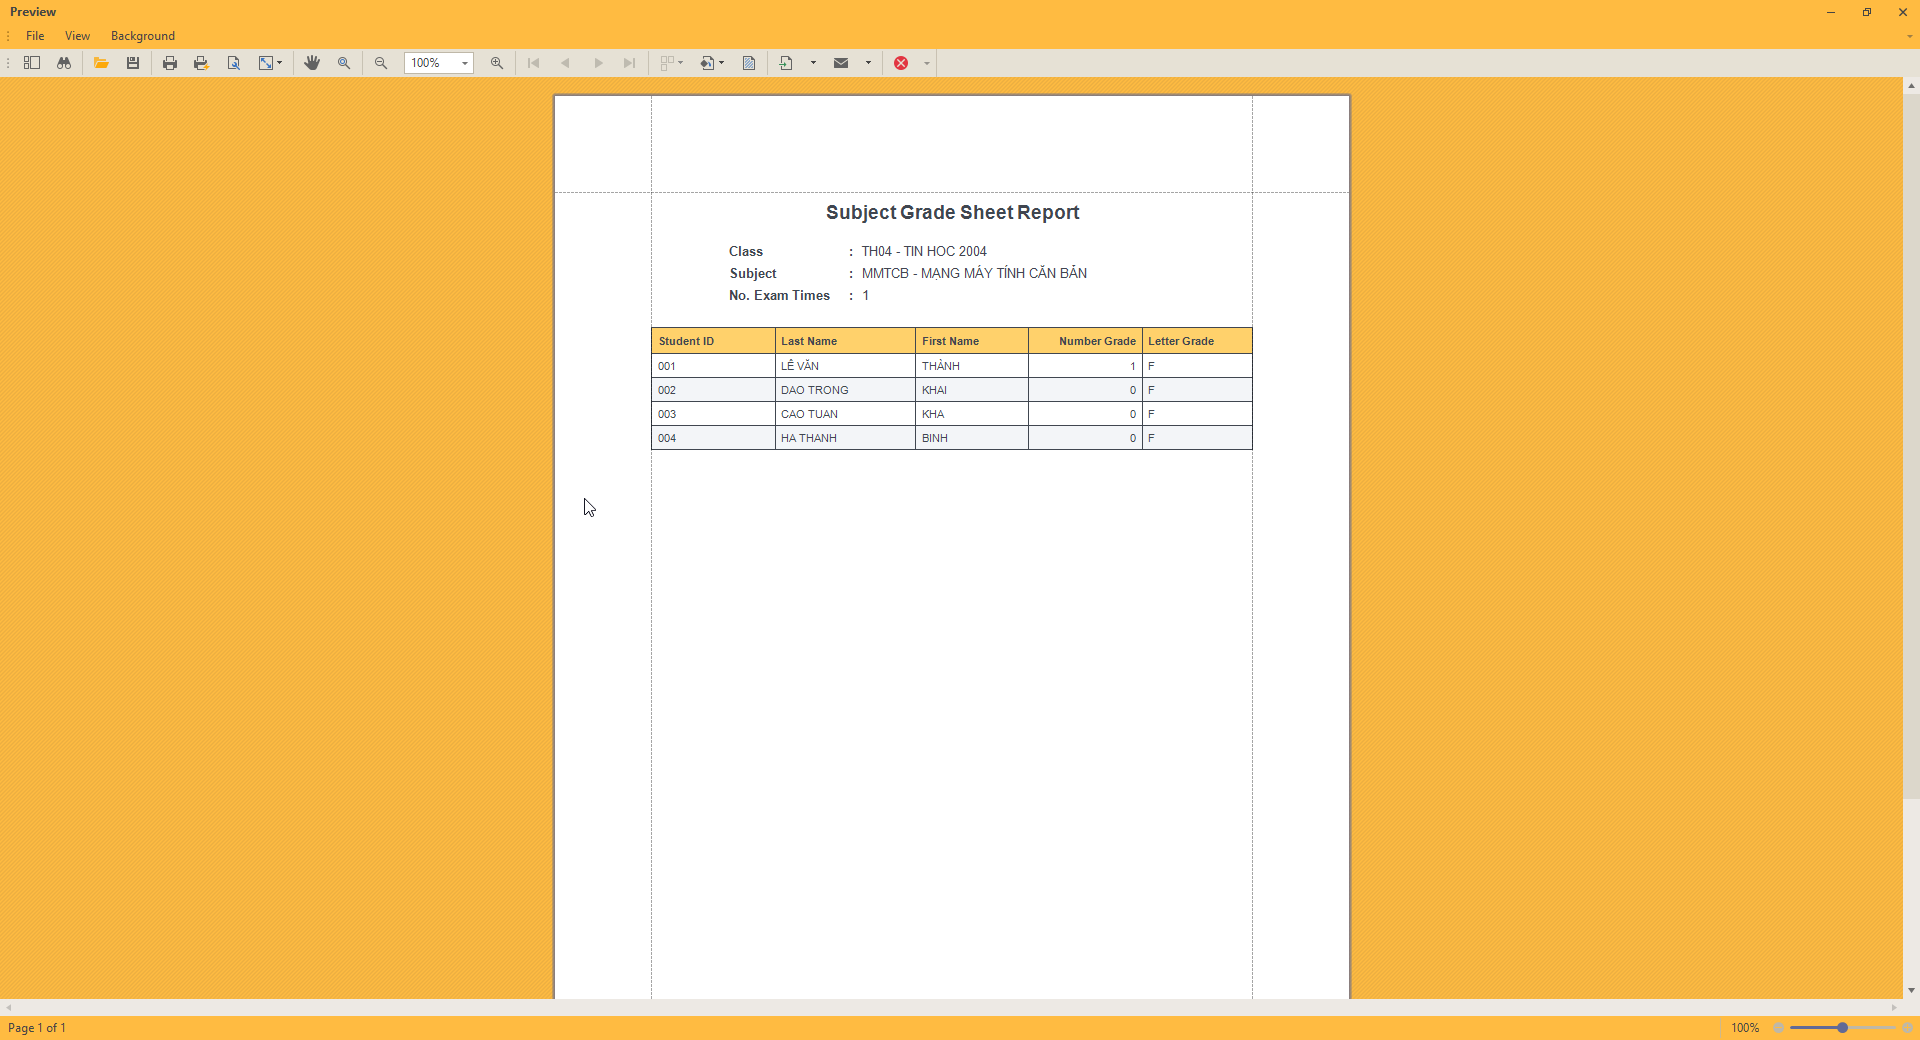 Preview
File View Background
100%
Subject Grade Sheet Report
Class : TH04 - TIN HOC 2004
Subject : MMTCB - MẠNG MÁY TÍNH CĂN BẢN
No. Exam Times : 1
Student ID Last Name First Name Number Grade Letter Grade
001 LÊ VĂN THÀNH 1 F
002 DAO TRONG KHAI 0 F
003 CAO TUAN KHA 0 F
004 HA THANH BINH 0 F
Page 1 of 1 100%